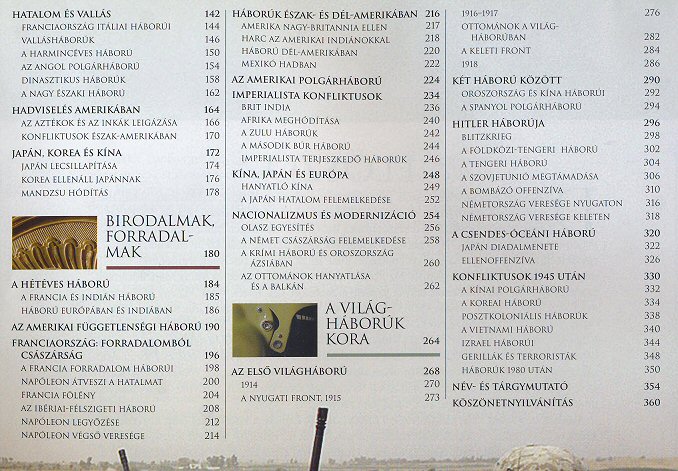 HATALOM ÉS VALLÁS 142
FRANCIAORSZÁG ITÁLIAI HÁBORÚI 144
VALLÁSHÁBORÚK 146
A HARMINCÉVES HÁBORÚ 150
AZ ANGOL POLGÁRHÁBORÚ 154
DINASZTIKUS HÁBORÚK 158
A NAGY ÉSZAKI HÁBORÚ 162
HADVISELÉS AMERIKÁBAN 164
AZ AZTÉKOK ÉS AZ INKÁK LEIGÁZÁSA 166
KONFLIKTUSOK ÉSZAK-AMERIKÁBAN 170
JAPÁN, KOREA ÉS KÍNA 172
JAPÁN LECSILLAPÍTÁSA 174
KOREA ELLENÁLL JAPÁNNAK 176
MANDZSU HÓDÍTÁS 178
BIRODALMAK,
FORRADAL-
MAK 180
A HÉTÉVES HÁBORÚ 184
A FRANCIA ÉS INDIÁN HÁBORÚ 185
HÁBORÚ EURÓPÁBAN ÉS INDIÁBAN 186
AZ AMERIKAI FÜGGETLENSÉGI HÁBORÚ 190
FRANCIAORSZÁG: FORRADALOMBÓL
CSÁSZÁRSÁG 196
A FRANCIA FORRADALOM HÁBORÚI 198
NAPÓLEON ÁTVESZI A HATALMAT 200
FRANCIA FÖLÉNY 204
AZ IBÉRIAI-FÉLSZIGETI HÁBORÚ 208
NAPÓLEON LEGYŐZÉSE 212
NAPÓLEON VÉGSŐ VERESÉGE 214
HÁBORÚK ÉSZAK- ÉS DÉL-AMERIKÁBAN 216
AMERIKA NAGY-BRITANNIA ELLEN 217
HARC AZ AMERIKAI INDIÁNOKKAL 218
HÁBORÚ DÉL-AMERIKÁBAN 220
MEXIKÓ HADBAN 222
AZ AMERIKAI POLGÁRHÁBORÚ 224
IMPERIALISTA KONFLIKTUSOK 234
BRIT INDIA 236
AFRIKA MEGHÓDÍTÁSA 240
A ZULU HÁBORÚK 242
A MÁSODIK BÚR HÁBORÚ 244
IMPERIALISTA TERJESZKEDŐ HÁBORÚK 246
KÍNA, JAPÁN ÉS EURÓPA 248
HANYATLÓ KÍNA 249
A JAPÁN HATALOM FELEMELKEDÉSE 252
NACIONALIZMUS ÉS MODERNIZÁCIÓ 254
OLASZ EGYESÍTÉS 256
A NÉMET CSÁSZÁRSÁG FELEMELKEDÉSE 258
A KRÍMI HÁBORÚ ÉS OROSZORSZÁG
ÁZSIÁBAN 260
AZ OTTOMÁNOK HANYATLÁSA
ÉS A BALKÁN 262
A VILÁG-
HÁBORÚK
KORA 264
AZ ELSŐ VILÁGHÁBORÚ 268
1914 270
A NYUGATI FRONT, 1915 273
1916–1917 276
OTTOMÁNOK A VILÁG-
HÁBORÚBAN 282
A KELETI FRONT 284
1918 286
KÉT HÁBORÚ KÖZÖTT 290
OROSZORSZÁG ÉS KÍNA HÁBORÚI 292
A SPANYOL POLGÁRHÁBORÚ 294
HITLER HÁBORÚJA 296
BLITZKRIEG 298
A FÖLDKÖZI-TENGERI HÁBORÚ 302
A TENGERI HÁBORÚ 304
A SZOVJETUNIÓ MEGTÁMADÁSA 306
A BOMBÁZÓ OFFENZÍVA 310
NÉMETORSZÁG VERESÉGE NYUGATON 316
NÉMETORSZÁG VERESÉGE KELETEN 318
A CSENDES-ÓCEÁNI HÁBORÚ 320
JAPÁN DIADALMENETE 322
ELLENOFFENZÍVA 326
KONFLIKTUSOK 1945 UTÁN 330
A KÍNAI POLGÁRHÁBORÚ 332
A KOREAI HÁBORÚ 334
POSZTKOLONIÁLIS HÁBORÚK 338
A VIETNAMI HÁBORÚ 340
IZRAEL HÁBORÚI 344
GERILLÁK ÉS TERRORISTÁK 348
HÁBORÚK 1980 UTÁN 350
NÉV- ÉS TÁRGYMUTATÓ 354
KÖSZÖNETNYILVÁNÍTÁS 360